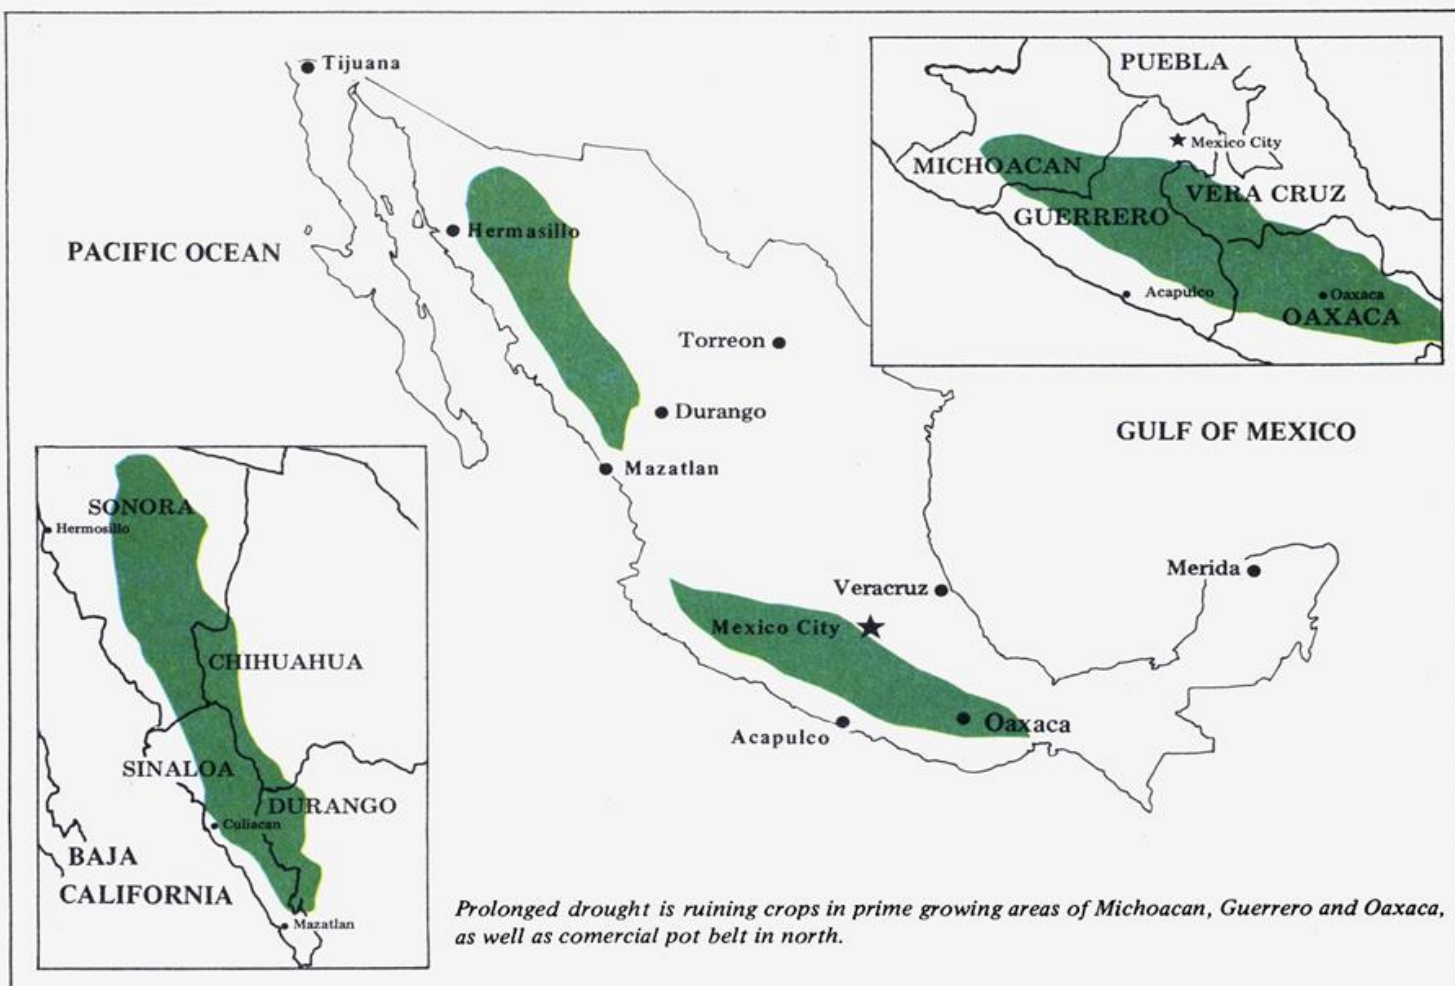 Tijuana
PACIFIC OCEAN
Hermasillo
Torreon
Durango
Mazatlan
GULF OF MEXICO
Veracruz
Merida
Mexico City
Acapulco
Oaxaca
PUEBLA
Mexico City
MICHOACAN
VERA CRUZ
GUERRERO
Acapulco
Oaxaca
OAXACA
SONORA
Hermosillo
CHIHUAHUA
SINALOA
DURANGO
Culiacan
BAJA
CALIFORNIA
Mazatlan
Prolonged drought is ruining crops in prime growing areas of Michoacan, Guerrero and Oaxaca,
as well as comercial pot belt in north.